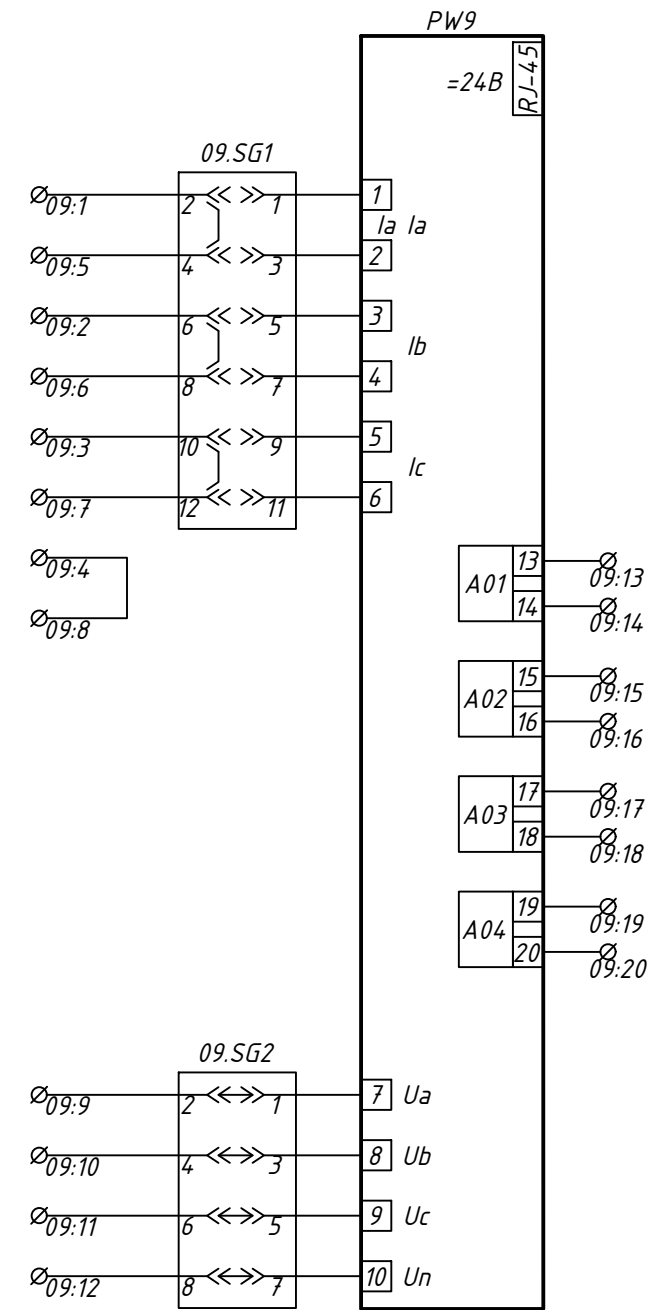 PW9
=24В
RJ-45
09.SG1
09:1 2 1 1
Ia Ia
09:5 4 3 2
09:2 6 5 3
Ib
09:6 8 7 4
09:3 10 9 5
Ic
09:7 12 11 6
09:4
09:8
A01 13 09:13
14 09:14
A02 15 09:15
16 09:16
A03 17 09:17
18 09:18
A04 19 09:19
20 09:20
09.SG2
09:9 2 1 7 Ua
09:10 4 3 8 Ub
09:11 6 5 9 Uc
09:12 8 7 10 Un